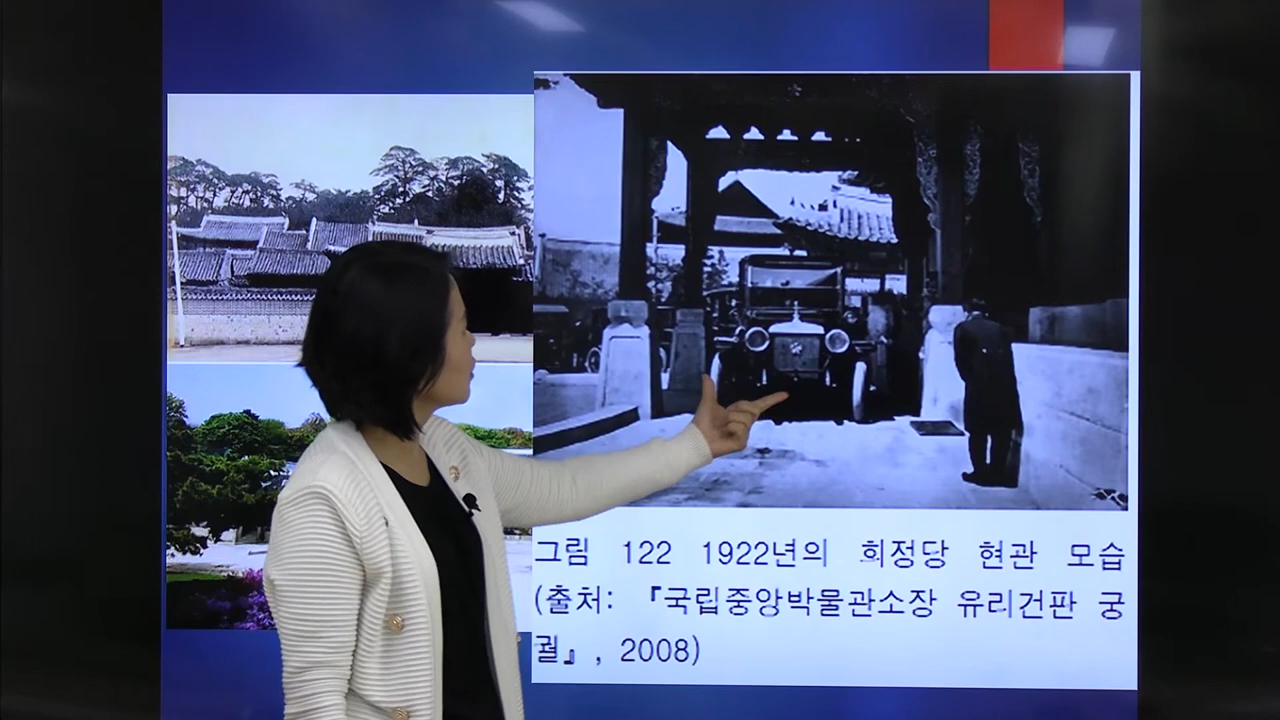 그림 122 1922년의 희정당 현관 모습
(출처: 『국립중앙박물관소장 유리건판 궁
궐』, 2008)